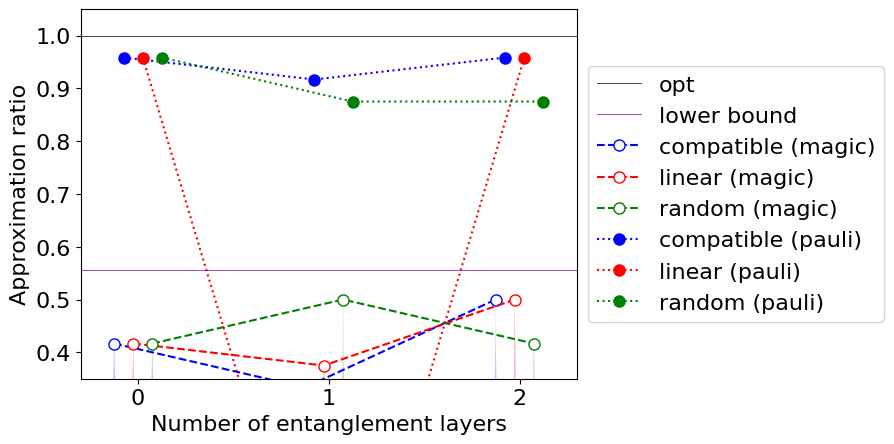 1.0
0.9
0.8
0.7
0.6
0.5
0.4
Approximation ratio
0
1
2
Number of entanglement layers
opt
lower bound
compatible (magic)
linear (magic)
random (magic)
compatible (pauli)
linear (pauli)
random (pauli)